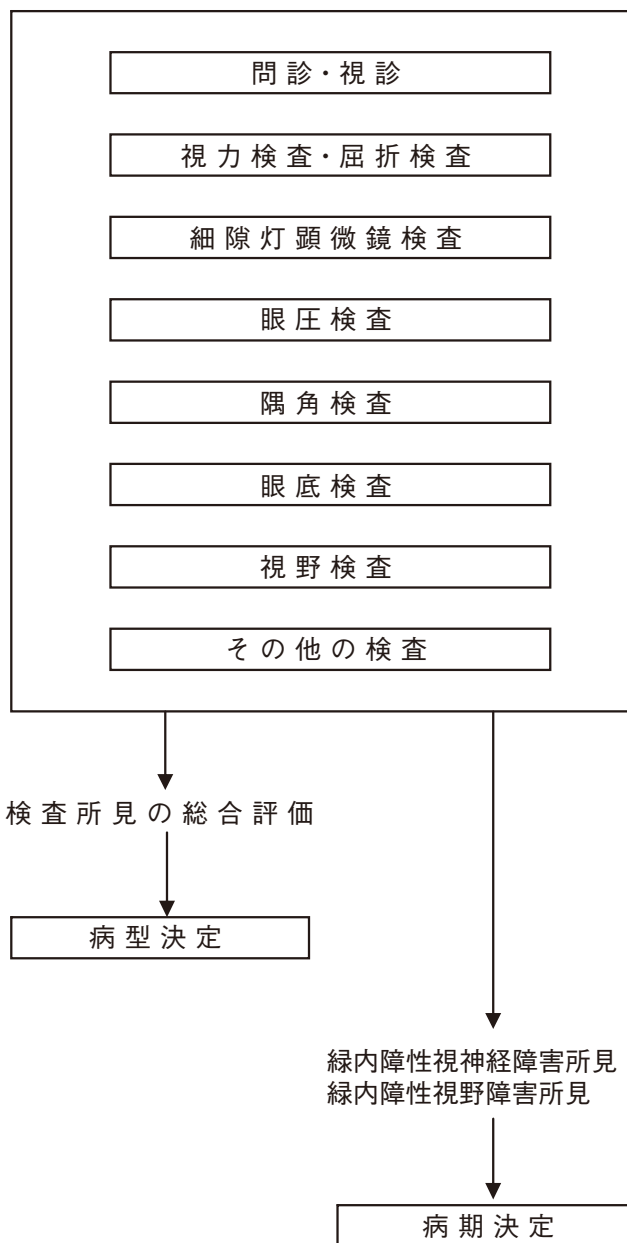 問診・視診
視力検査・屈折検査
細隙灯顕微鏡検査
眼圧検査
隅角検査
眼底検査
視野検査
その他の検査
検査所見の総合評価
病型決定
緑内障性視神経障害所見
緑内障性視野障害所見
病期決定